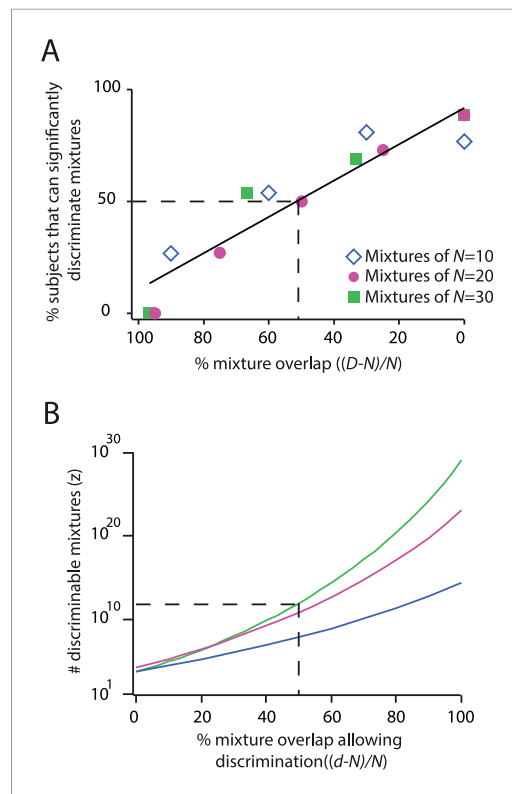 A
% subjects that can significantly
discriminate mixtures
100
50
0
Mixtures of N=10
Mixtures of N=20
Mixtures of N=30
100 80 60 40 20 0
% mixture overlap ((D-N)/N)
B
# discriminable mixtures (z)
10^30
10^20
10^10
10^1
0 20 40 60 80 100
% mixture overlap allowing
discrimination((d-N)/N)